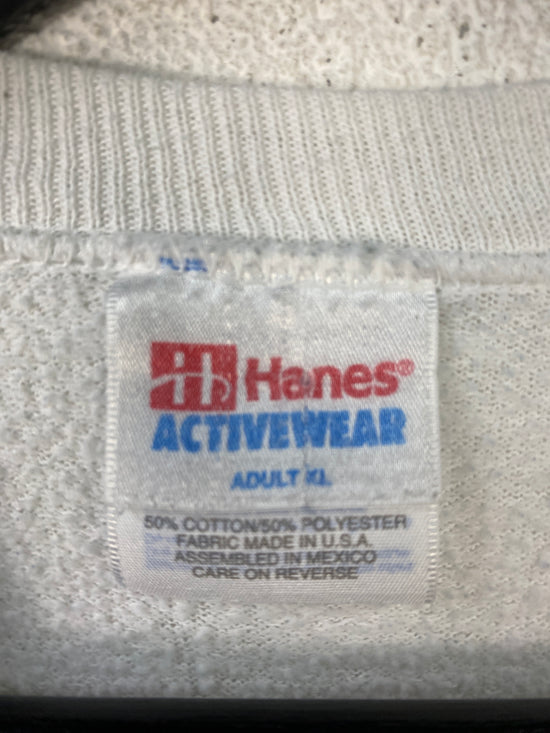 Hanes®
ACTIVEWEAR
ADULT XL
50% COTTON/50% POLYESTER
FABRIC MADE IN U.S.A.
ASSEMBLED IN MEXICO
CARE ON REVERSE